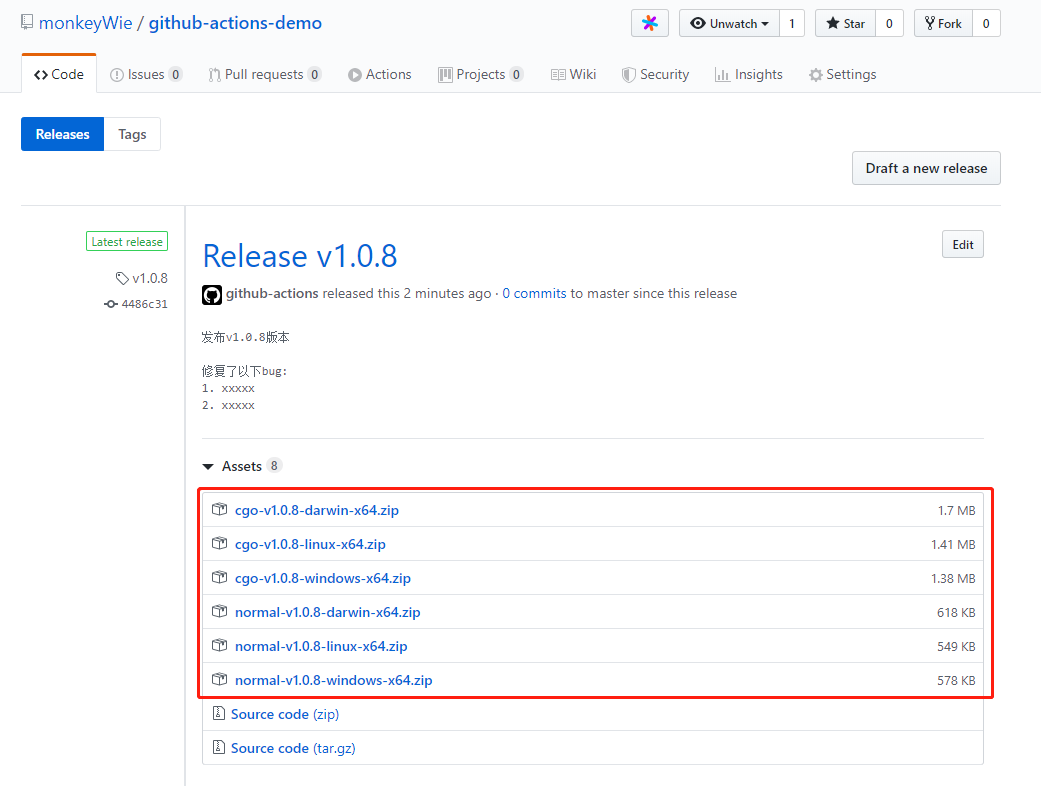 monkeyWie / github-actions-demo
Unwatch 1 Star 0 Fork 0
Code Issues 0 Pull requests 0 Actions Projects 0 Wiki Security Insights Settings
Releases Tags
Draft a new release
Latest release
v1.0.8
4486c31
Release v1.0.8
Edit
github-actions released this 2 minutes ago · 0 commits to master since this release
发布v1.0.8版本
修复了以下bug:
1. xxxxx
2. xxxxx
Assets 8
cgo-v1.0.8-darwin-x64.zip 1.7 MB
cgo-v1.0.8-linux-x64.zip 1.41 MB
cgo-v1.0.8-windows-x64.zip 1.38 MB
normal-v1.0.8-darwin-x64.zip 618 KB
normal-v1.0.8-linux-x64.zip 549 KB
normal-v1.0.8-windows-x64.zip 578 KB
Source code (zip)
Source code (tar.gz)